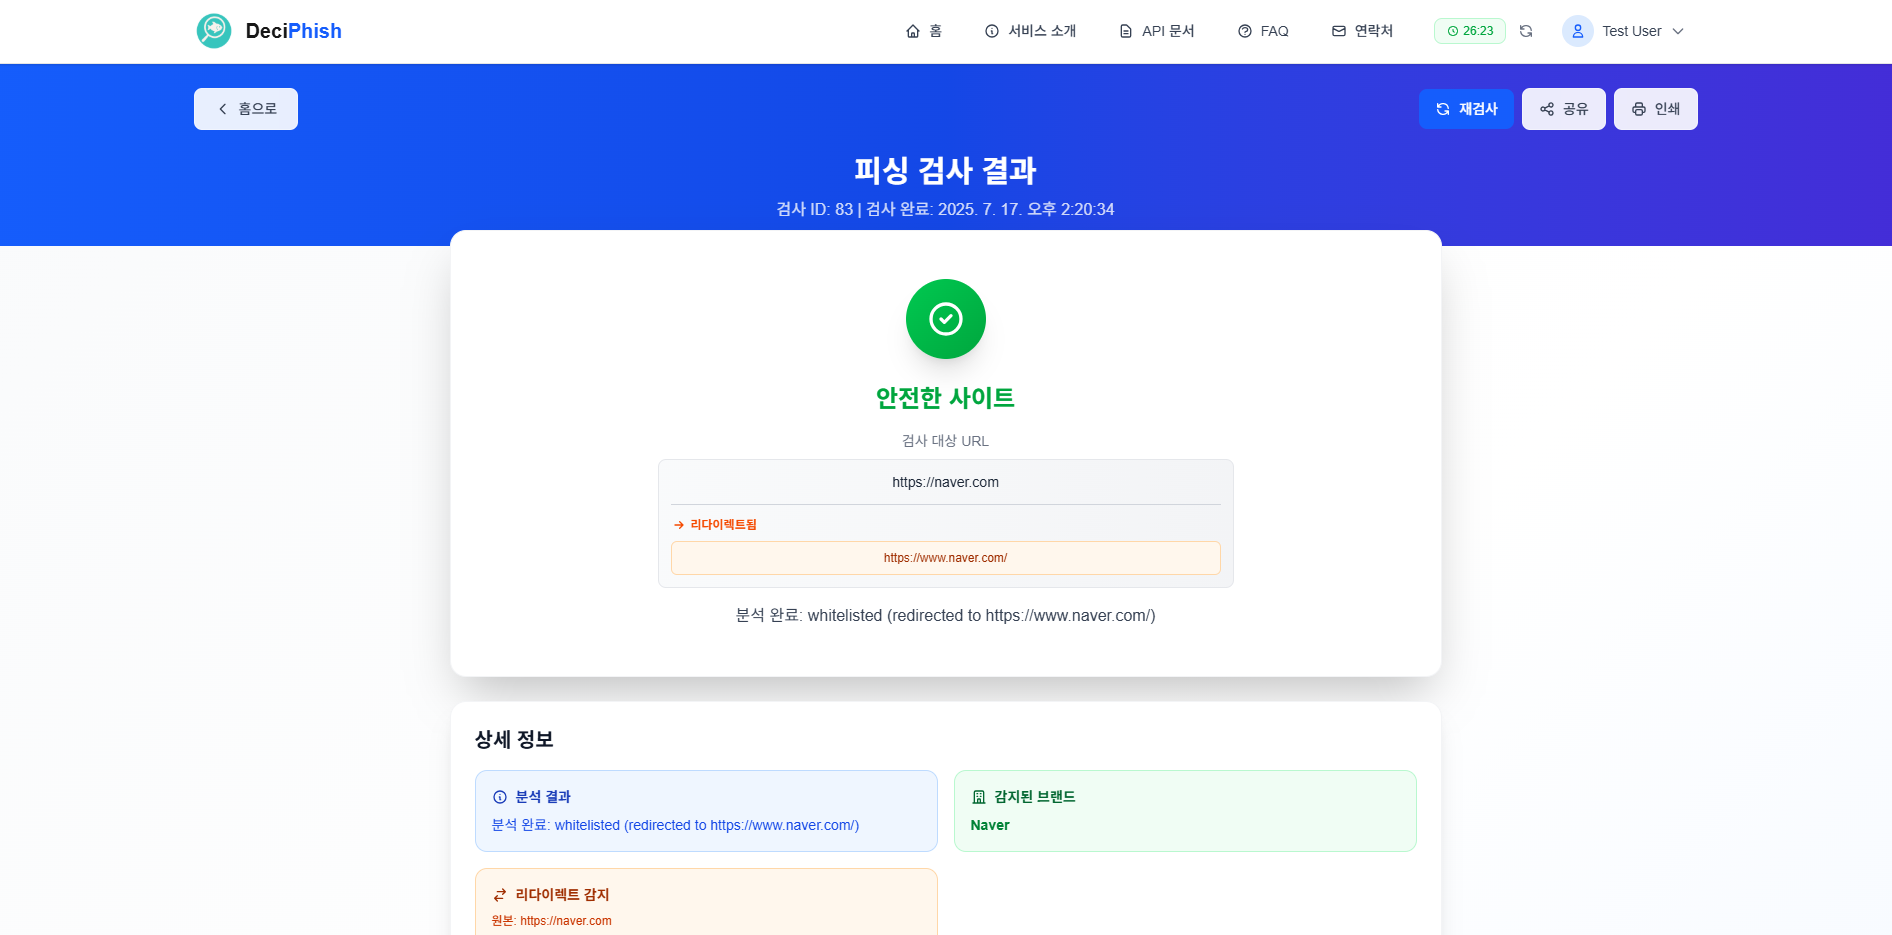 DeciPhish
홈
서비스 소개
API 문서
FAQ
연락처
26:23
Test User
홈으로
재검사
공유
인쇄
피싱 검사 결과
검사 ID: 83 | 검사 완료: 2025. 7. 17. 오후 2:20:34
안전한 사이트
검사 대상 URL
https://naver.com
리다이렉트됨
https://www.naver.com/
분석 완료: whitelisted (redirected to https://www.naver.com/)
상세 정보
분석 결과
분석 완료: whitelisted (redirected to https://www.naver.com/)
감지된 브랜드
Naver
리다이렉트 감지
원본: https://naver.com